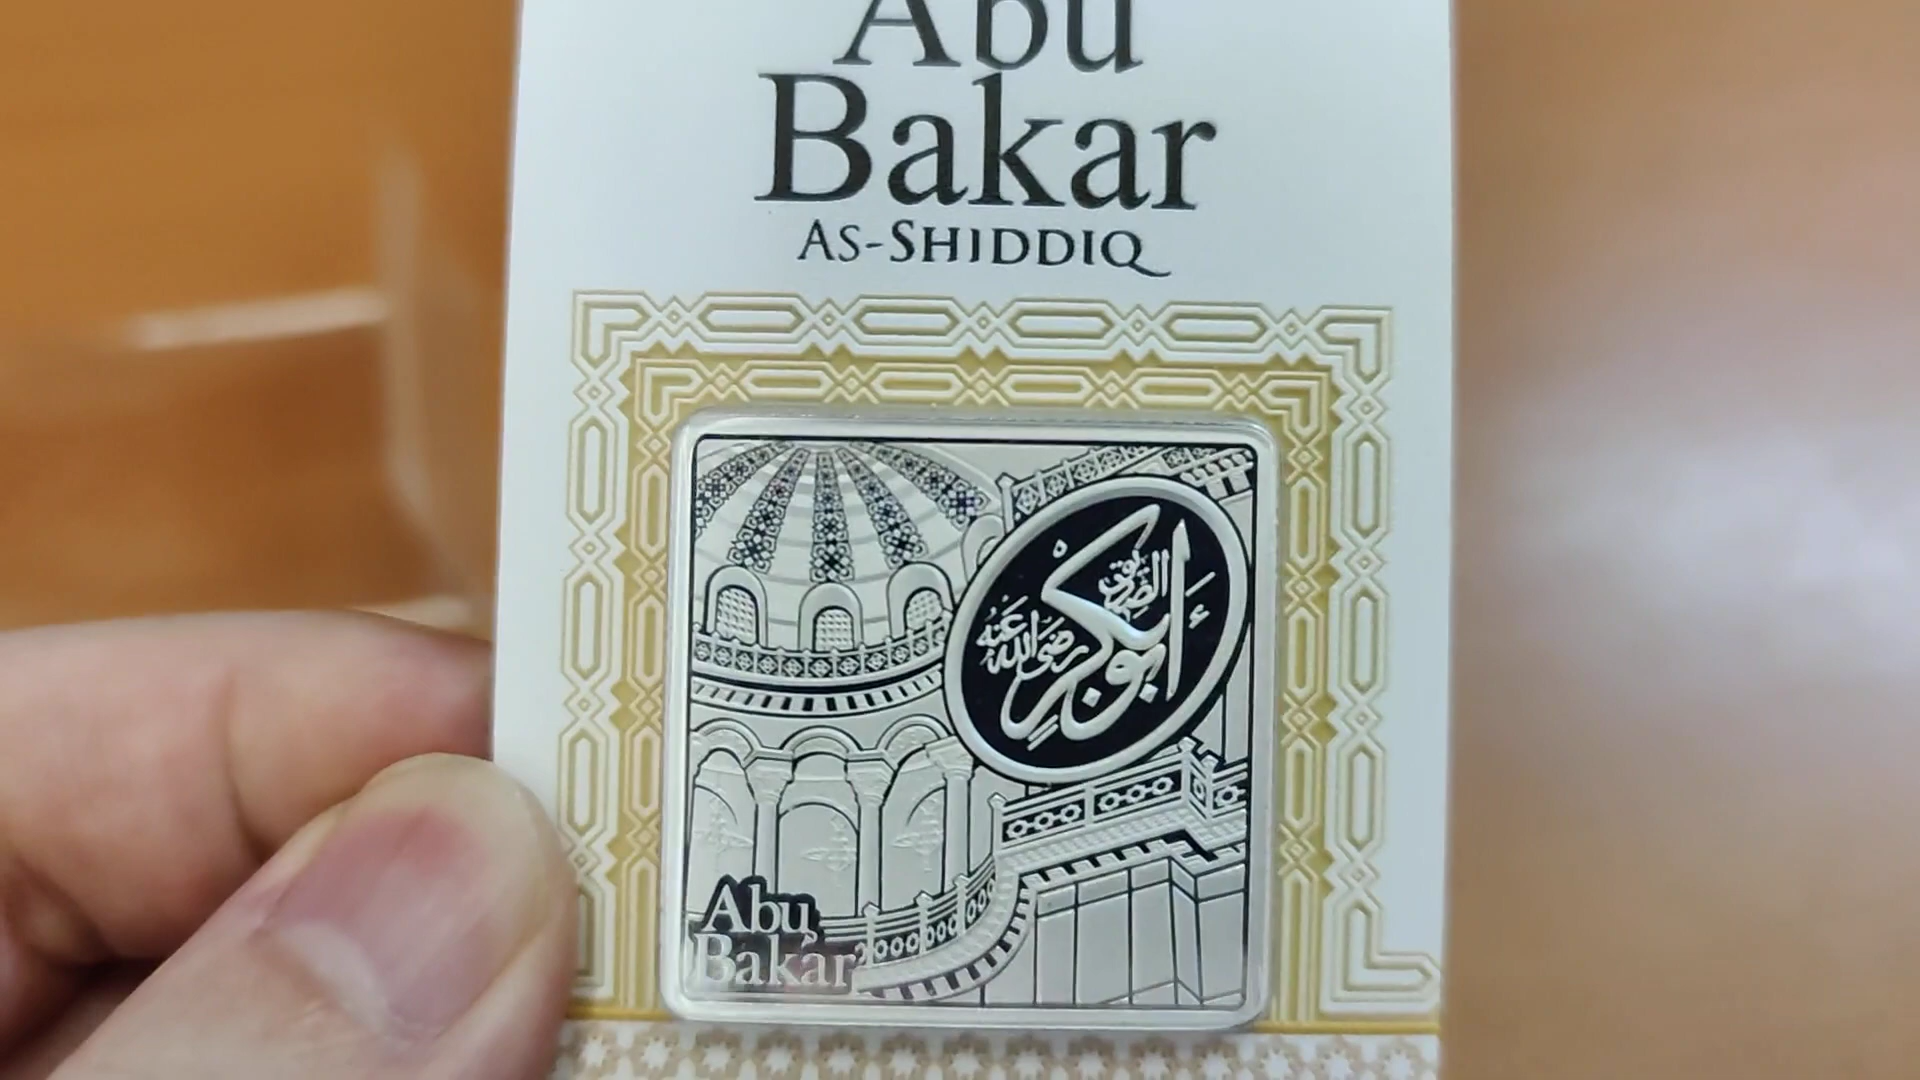 Abu
Bakar
AS-SHIDDIQ
أبو بكر
الصديق
رضي الله عنه
Abu
Bakar